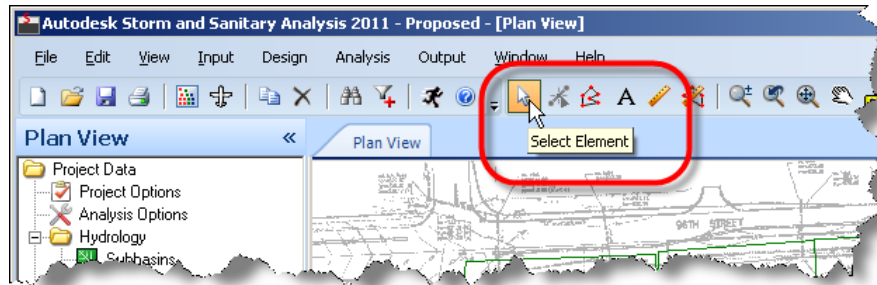 Autodesk Storm and Sanitary Analysis 2011 - Proposed - [Plan View]
File Edit View Input Design Analysis Output Window Help
A
Plan View «
Plan View
Select Element
Project Data
Project Options
Analysis Options
Hydrology
Subbasins
96TH STREET